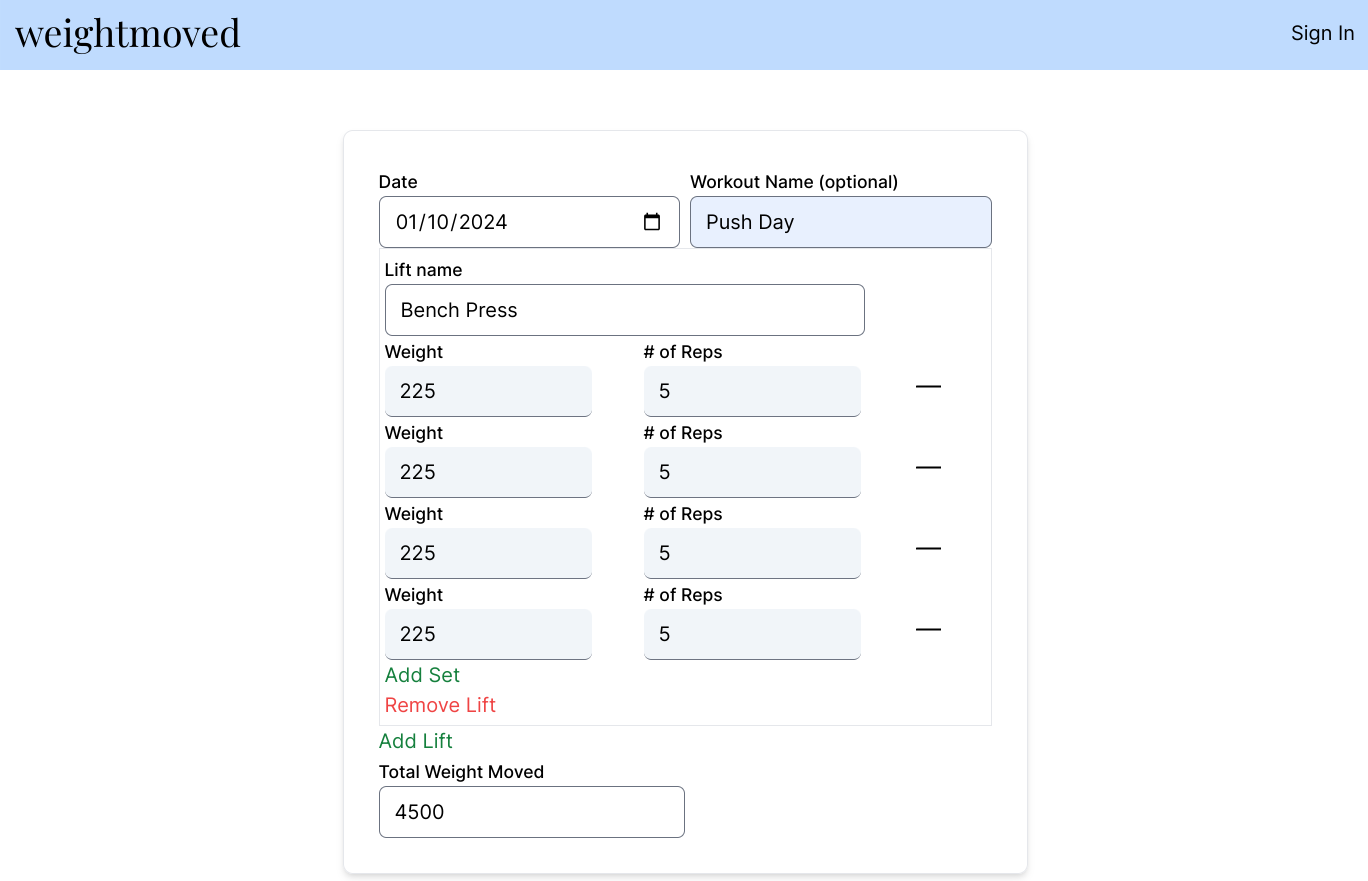 weightmoved
Sign In
Date
Workout Name (optional)
01/10/2024
Push Day
Lift name
Bench Press
Weight
# of Reps
225
5
Weight
# of Reps
225
5
Weight
# of Reps
225
5
Weight
# of Reps
225
5
Add Set
Remove Lift
Add Lift
Total Weight Moved
4500